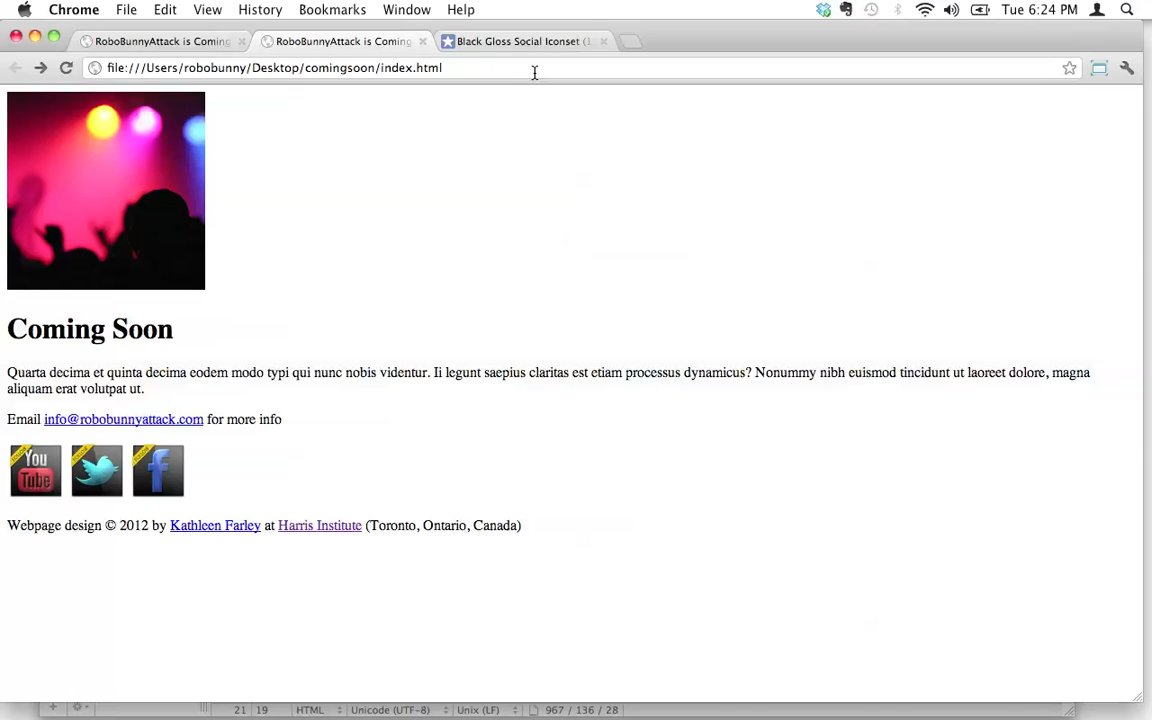 Chrome File Edit View History Bookmarks Window Help Tue 6:24 PM
RoboBunnyAttack is Coming RoboBunnyAttack is Coming Black Gloss Social Iconset (1
file:///Users/robobunny/Desktop/comingsoon/index.html
Coming Soon
Quarta decima et quinta decima eodem modo typi qui nunc nobis videntur. Ii legunt saepius claritas est etiam processus dynamicus? Nonummy nibh euismod tincidunt ut laoreet dolore, magna
aliquam erat volutpat ut.
Email info@robobunnyattack.com for more info
You
Tube
f
Webpage design © 2012 by Kathleen Farley at Harris Institute (Toronto, Ontario, Canada)
21 19 HTML Unicode (UTF-8) Unix (LF) 967 / 136 / 28